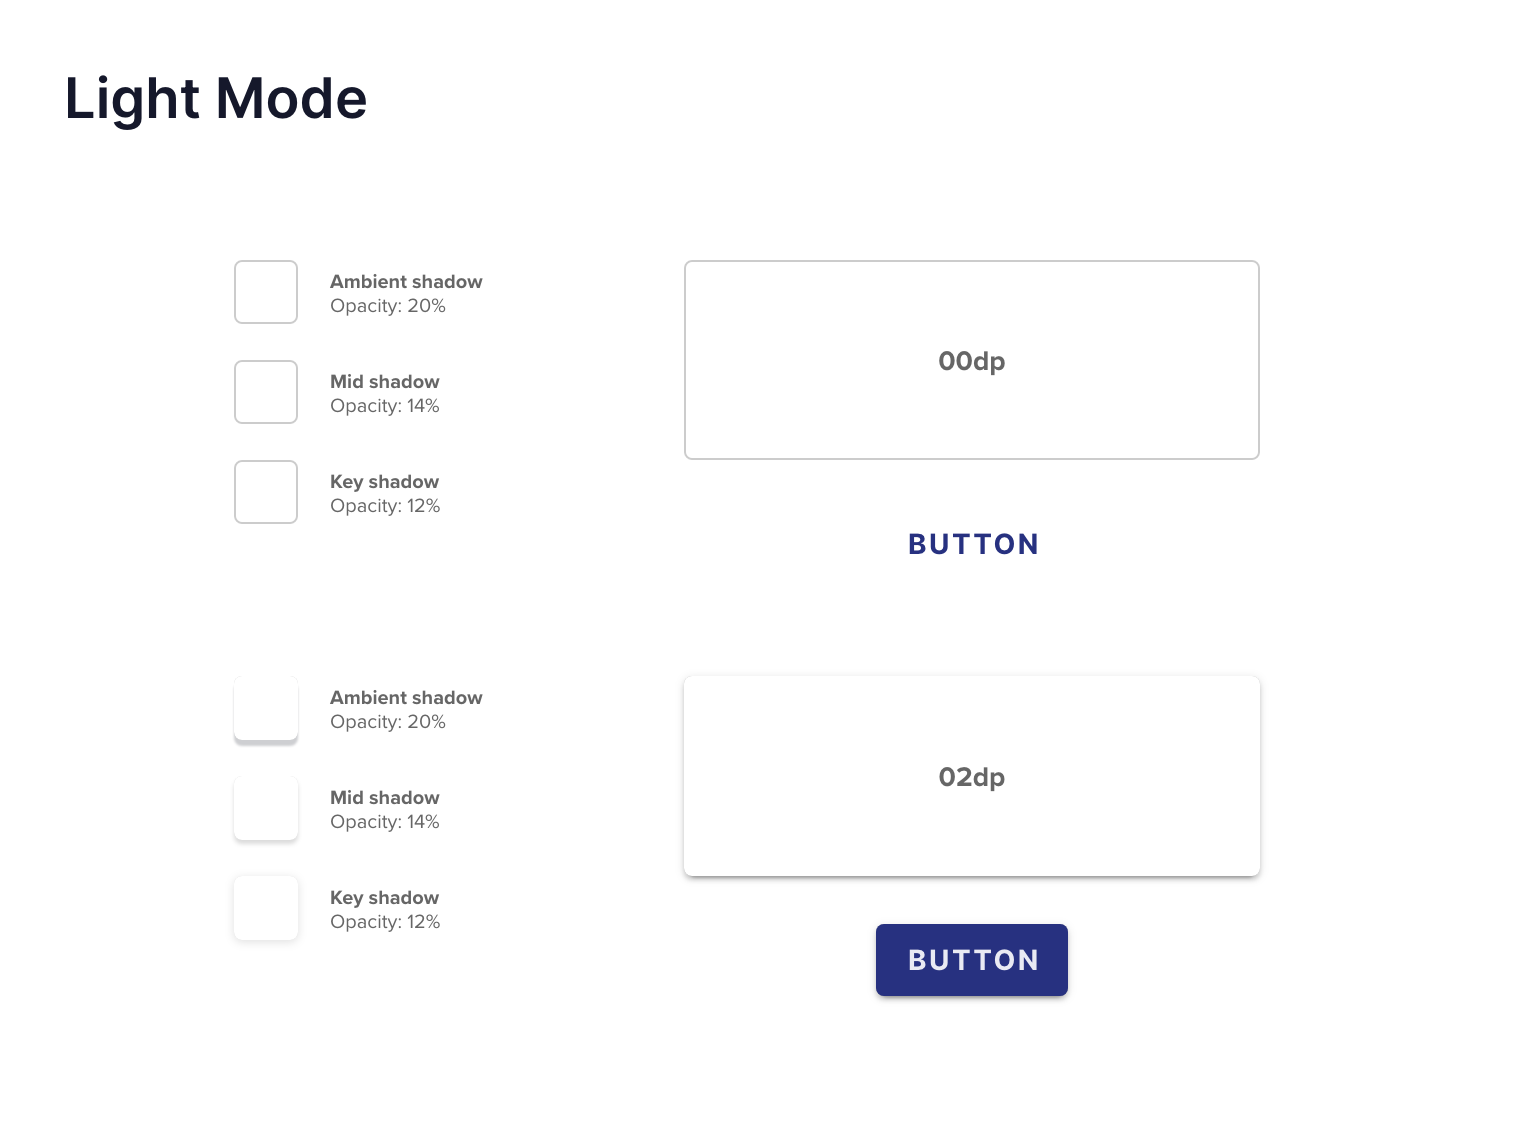 Light Mode
Ambient shadow
Opacity: 20%
Mid shadow
Opacity: 14%
Key shadow
Opacity: 12%
00dp
BUTTON
Ambient shadow
Opacity: 20%
Mid shadow
Opacity: 14%
Key shadow
Opacity: 12%
02dp
BUTTON